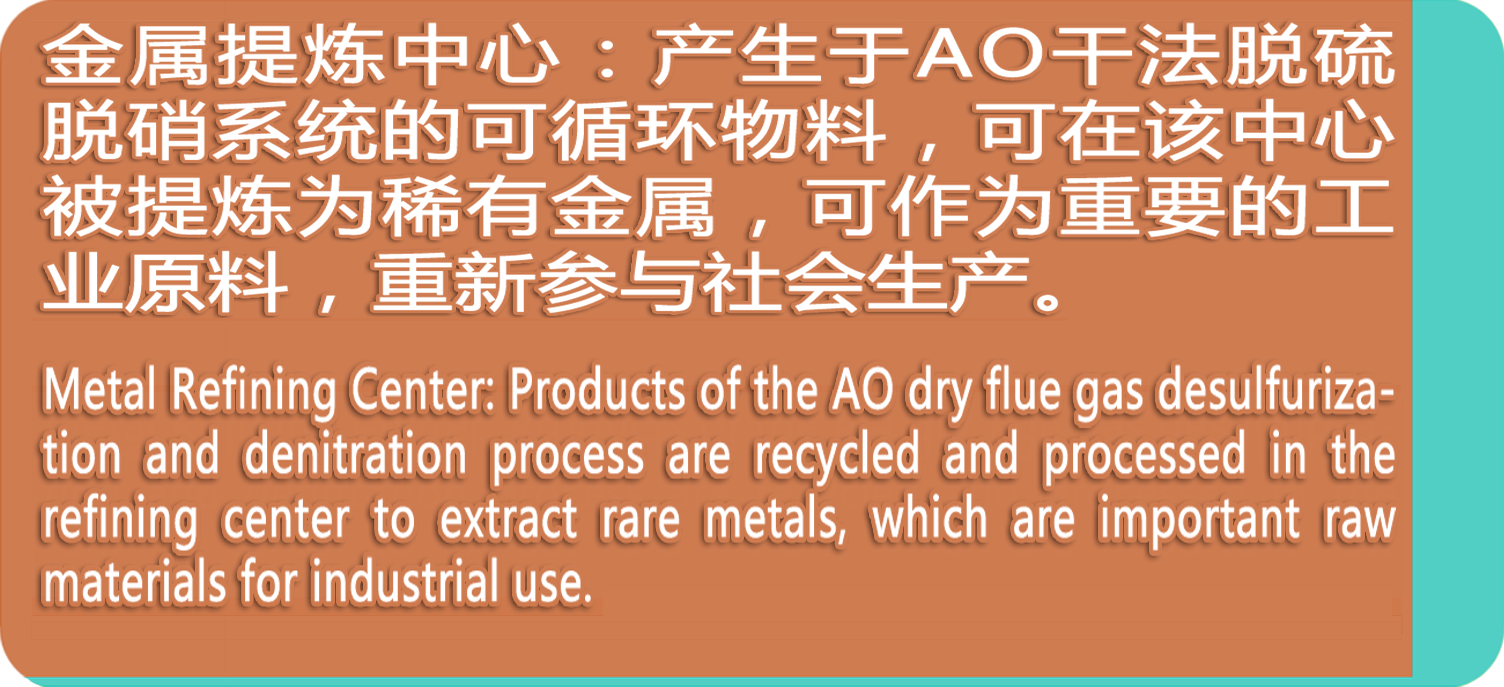 金属提炼中心：产生于AO干法脱硫
脱硝系统的可循环物料，可在该中心
被提炼为稀有金属，可作为重要的工
业原料，重新参与社会生产。
Metal Refining Center: Products of the AO dry flue gas desulfuriza-
tion and denitration process are recycled and processed in the
refining center to extract rare metals, which are important raw
materials for industrial use.